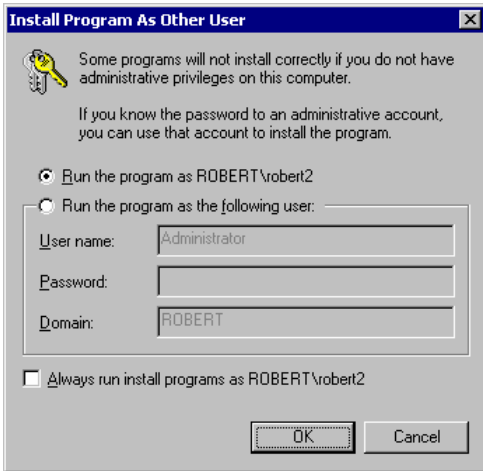 Install Program As Other User
Some programs will not install correctly if you do not have
administrative privileges on this computer.
If you know the password to an administrative account,
you can use that account to install the program.
Run the program as ROBERT\robert2
Run the program as the following user:
User name:
Administrator
Password:
Domain:
ROBERT
Always run install programs as ROBERT\robert2
OK
Cancel